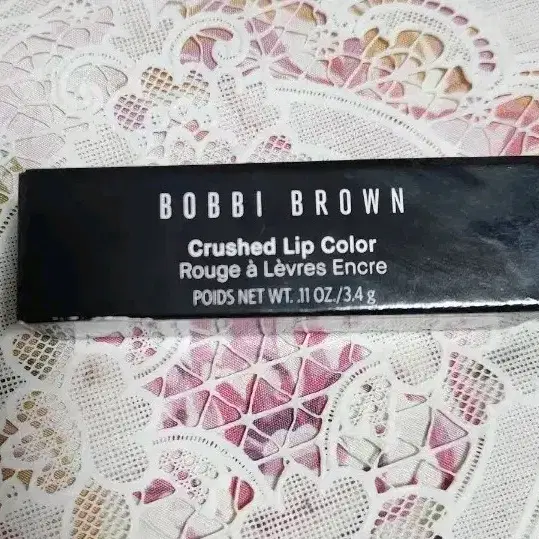 BOBBI BROWN
Crushed Lip Color
Rouge à Lèvres Encre
POIDS NET WT. .11 OZ./3.4 g